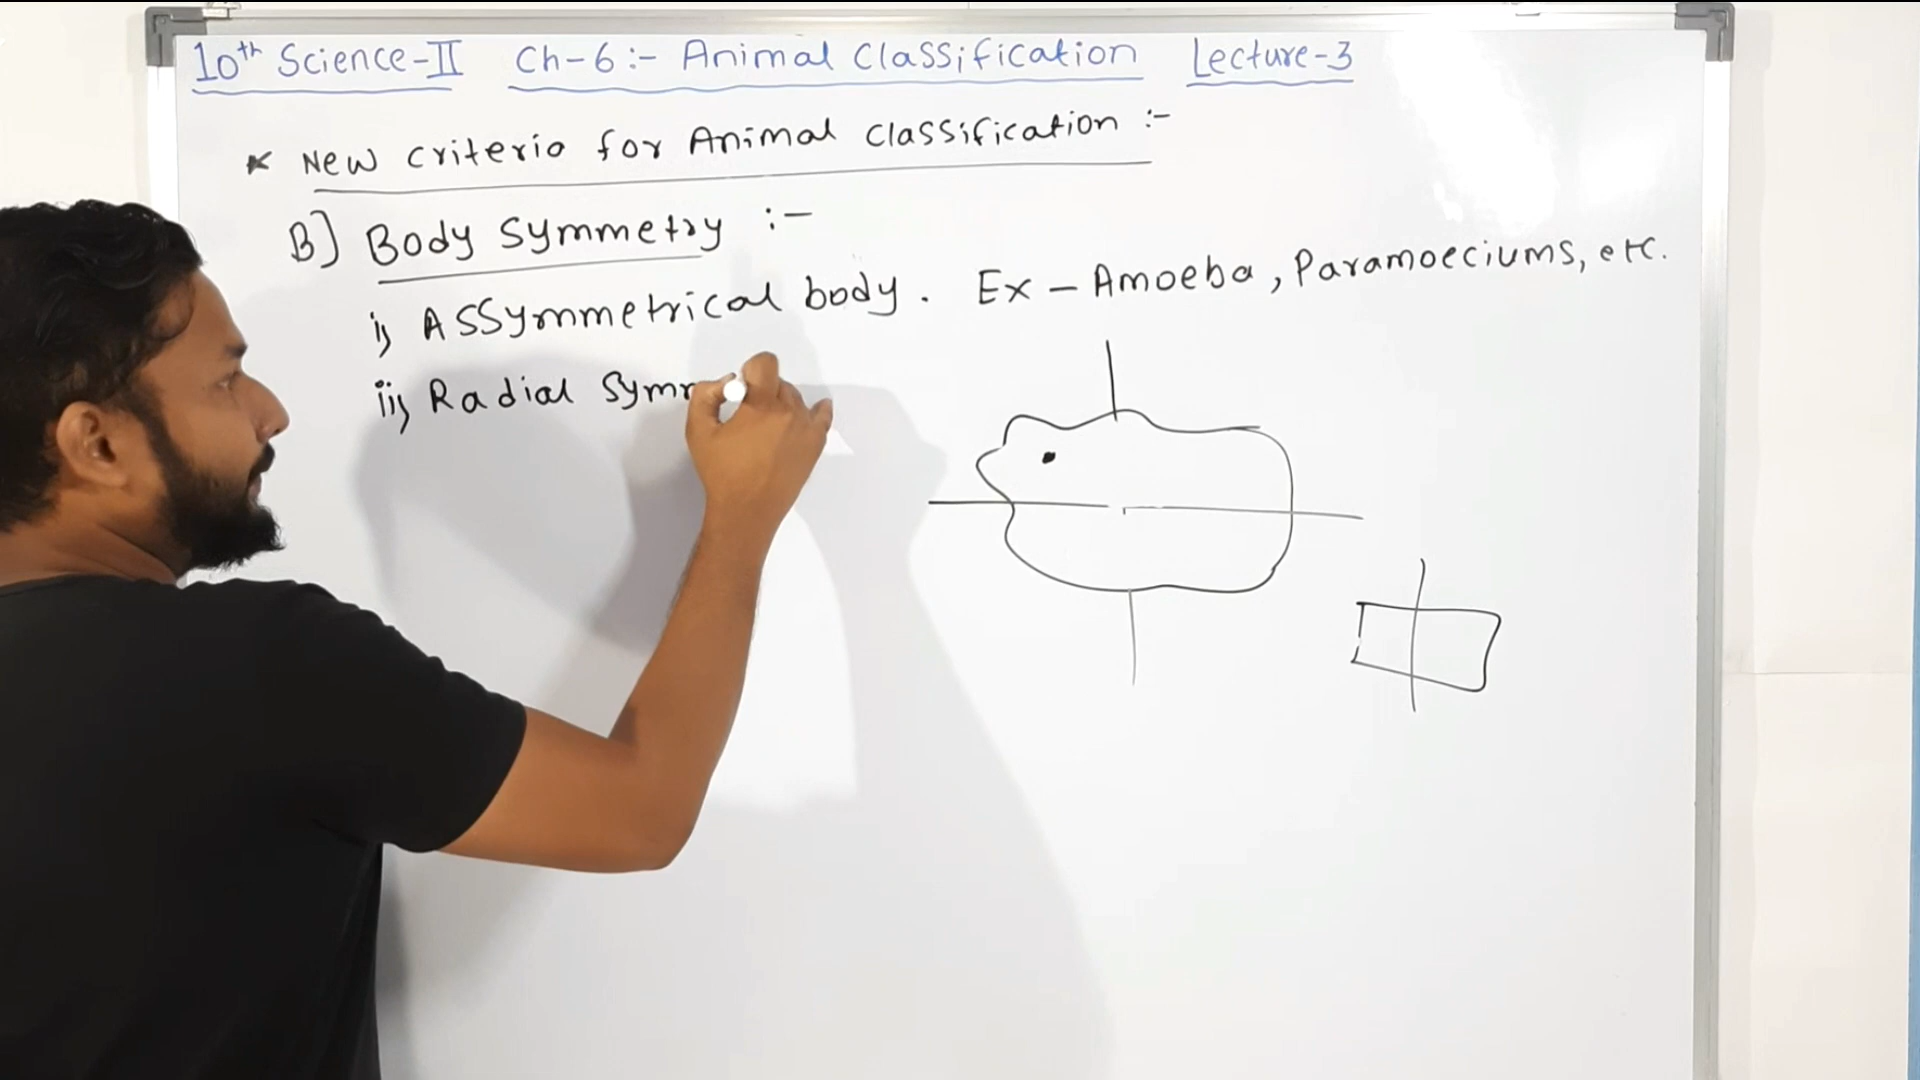 10th Science-II Ch-6:- Animal Classification Lecture-3
* New criteria for Animal classification :-
B] Body Symmetry :-
i) Assymmetrical body. Ex - Amoeba, Paramoeciums, etc.
ii) Radial Symm